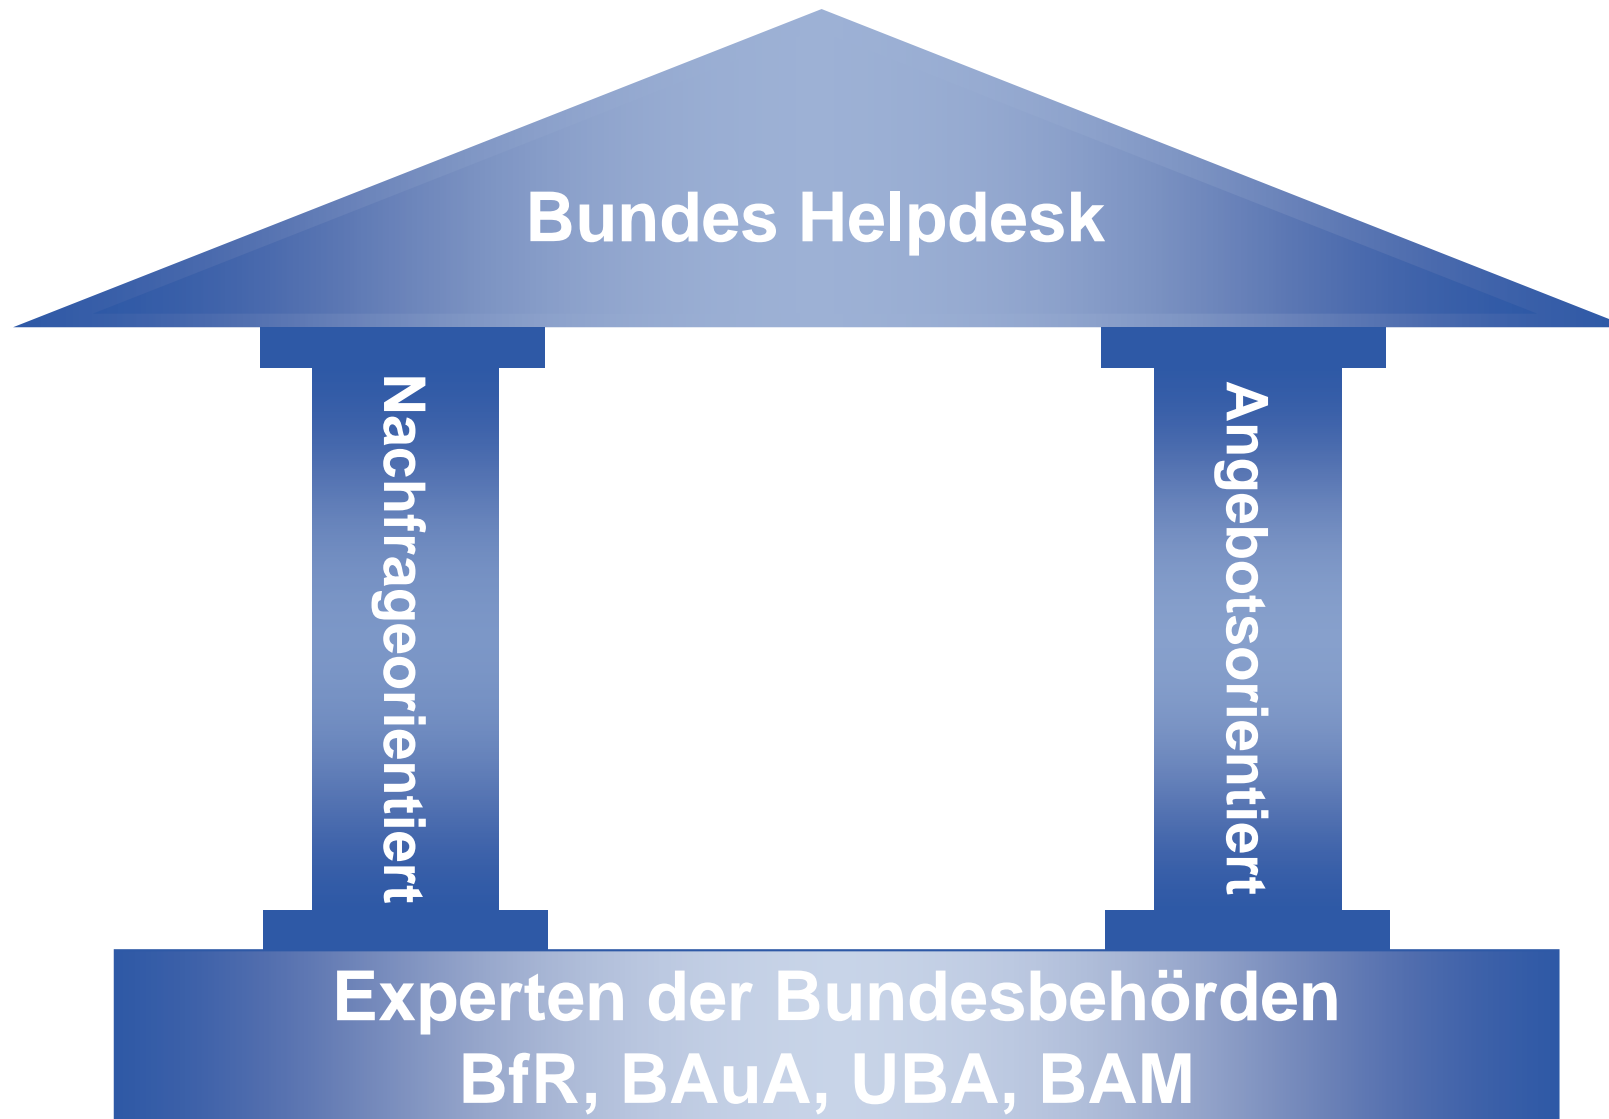 Bundes Helpdesk
Nachfrageorientiert
Angebotsorientiert
Experten der Bundesbehörden
BfR, BAuA, UBA, BAM